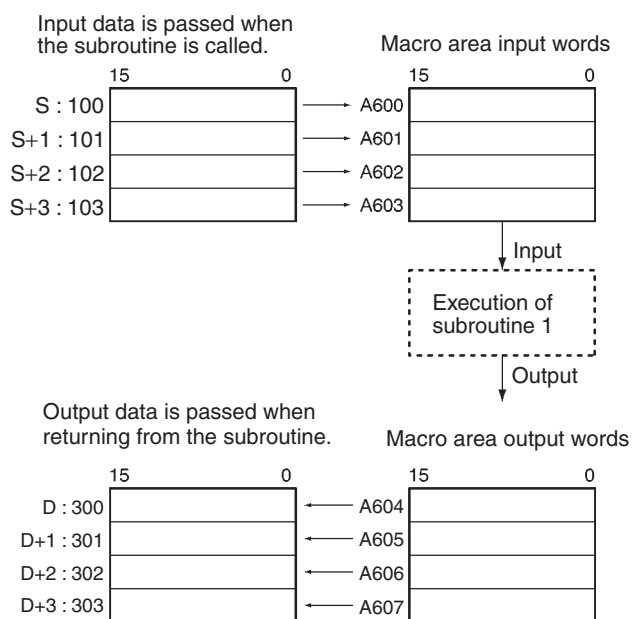 Input data is passed when
the subroutine is called.
Macro area input words
15 0 15 0
S : 100 A600
S+1 : 101 A601
S+2 : 102 A602
S+3 : 103 A603
Input
Execution of
subroutine 1
Output
Output data is passed when
returning from the subroutine.
Macro area output words
15 0 15 0
D : 300 A604
D+1 : 301 A605
D+2 : 302 A606
D+3 : 303 A607